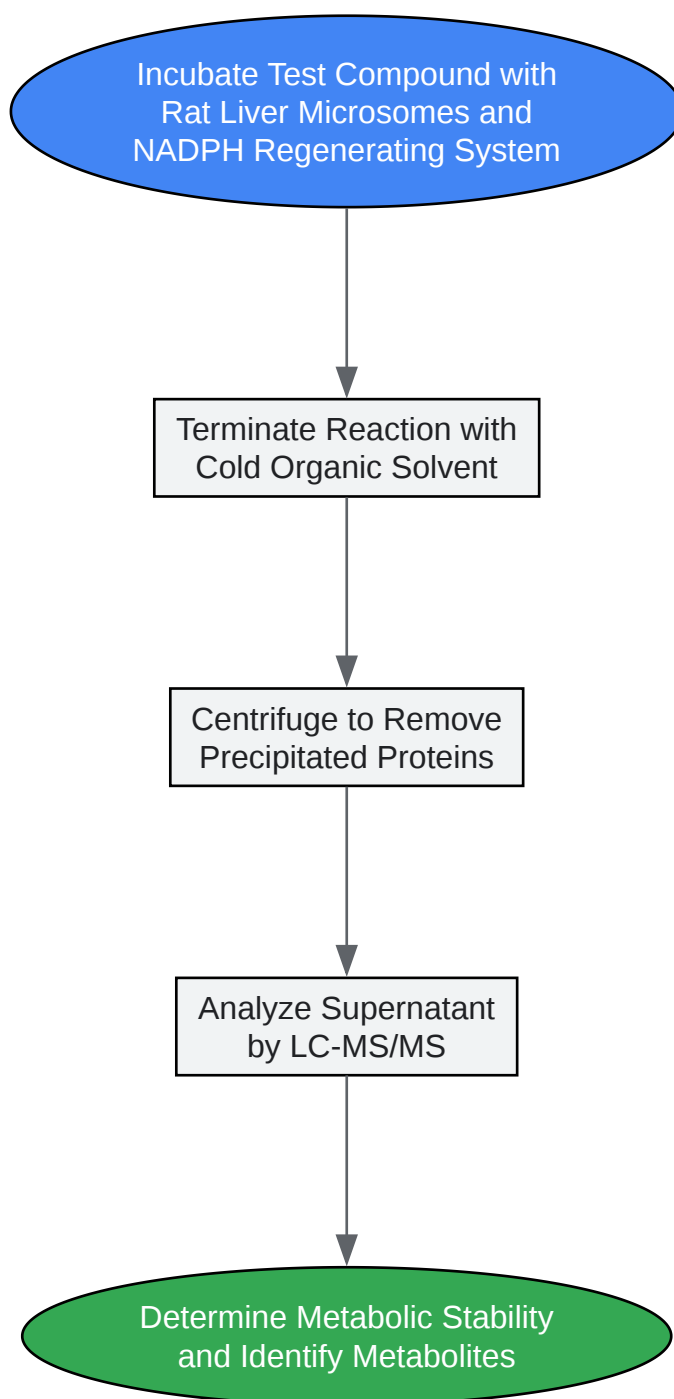 Incubate Test Compound with
Rat Liver Microsomes and
NADPH Regenerating System
Terminate Reaction with
Cold Organic Solvent
Centrifuge to Remove
Precipitated Proteins
Analyze Supernatant
by LC-MS/MS
Determine Metabolic Stability
and Identify Metabolites